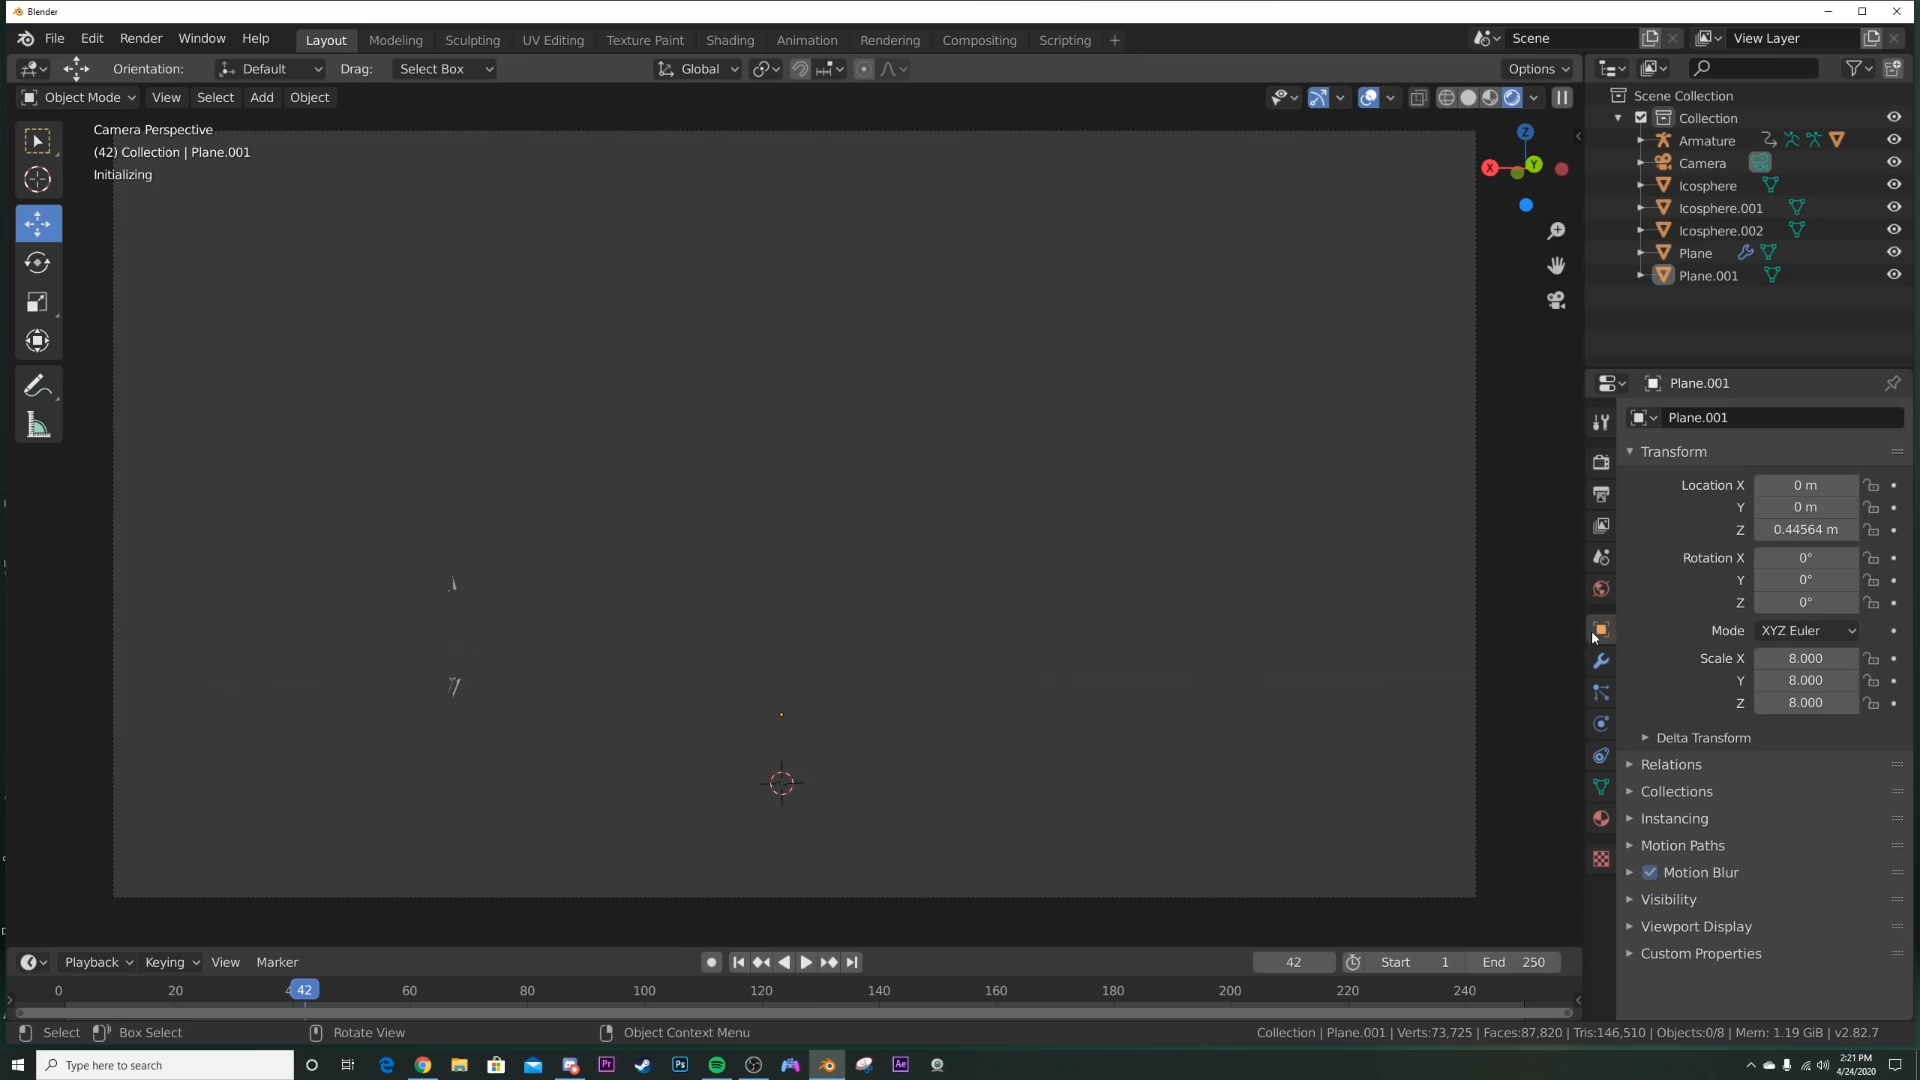 Blender
File Edit Render Window Help
Layout Modeling Sculpting UV Editing Texture Paint Shading Animation Rendering Compositing Scripting +
Scene
View Layer
Orientation: Default Drag: Select Box
Global
Options
Object Mode View Select Add Object
Camera Perspective
(42) Collection | Plane.001
Initializing
Z
X
Y
Scene Collection
Collection
Armature
Camera
Icosphere
Icosphere.001
Icosphere.002
Plane
Plane.001
Plane.001
Plane.001
Transform
Location X 0 m
Y 0 m
Z 0.44564 m
Rotation X 0°
Y 0°
Z 0°
Mode XYZ Euler
Scale X 8.000
Y 8.000
Z 8.000
Delta Transform
Relations
Collections
Instancing
Motion Paths
Motion Blur
Visibility
Viewport Display
Custom Properties
Playback Keying View Marker
42 Start 1 End 250
0 20 42 60 80 100 120 140 160 180 200 220 240
Select Box Select Rotate View Object Context Menu
Collection | Plane.001 | Verts:73,725 | Faces:87,820 | Tris:146,510 | Objects:0/8 | Mem: 1.19 GiB | v2.82.7
Type here to search
Pr
Ps
Ae
2:21 PM
4/24/2020